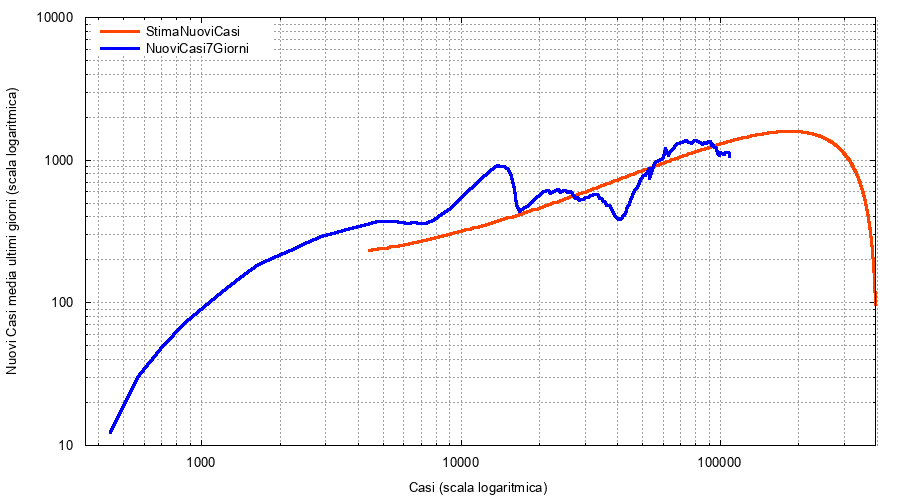 10000
StimaNuoviCasi
NuoviCasi7Giorni
1000
100
10
Nuovi Casi media ultimi giorni (scala logaritmica)
1000
10000
100000
Casi (scala logaritmica)